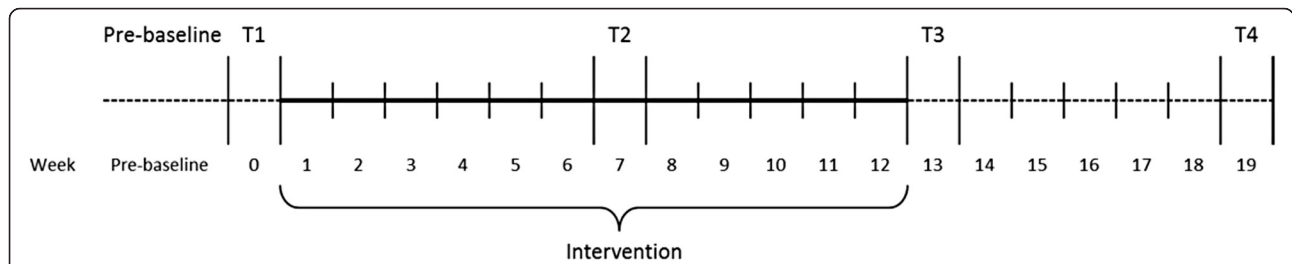 Pre-baseline T1 T2 T3 T4
Week Pre-baseline 0 1 2 3 4 5 6 7 8 9 10 11 12 13 14 15 16 17 18 19
Intervention